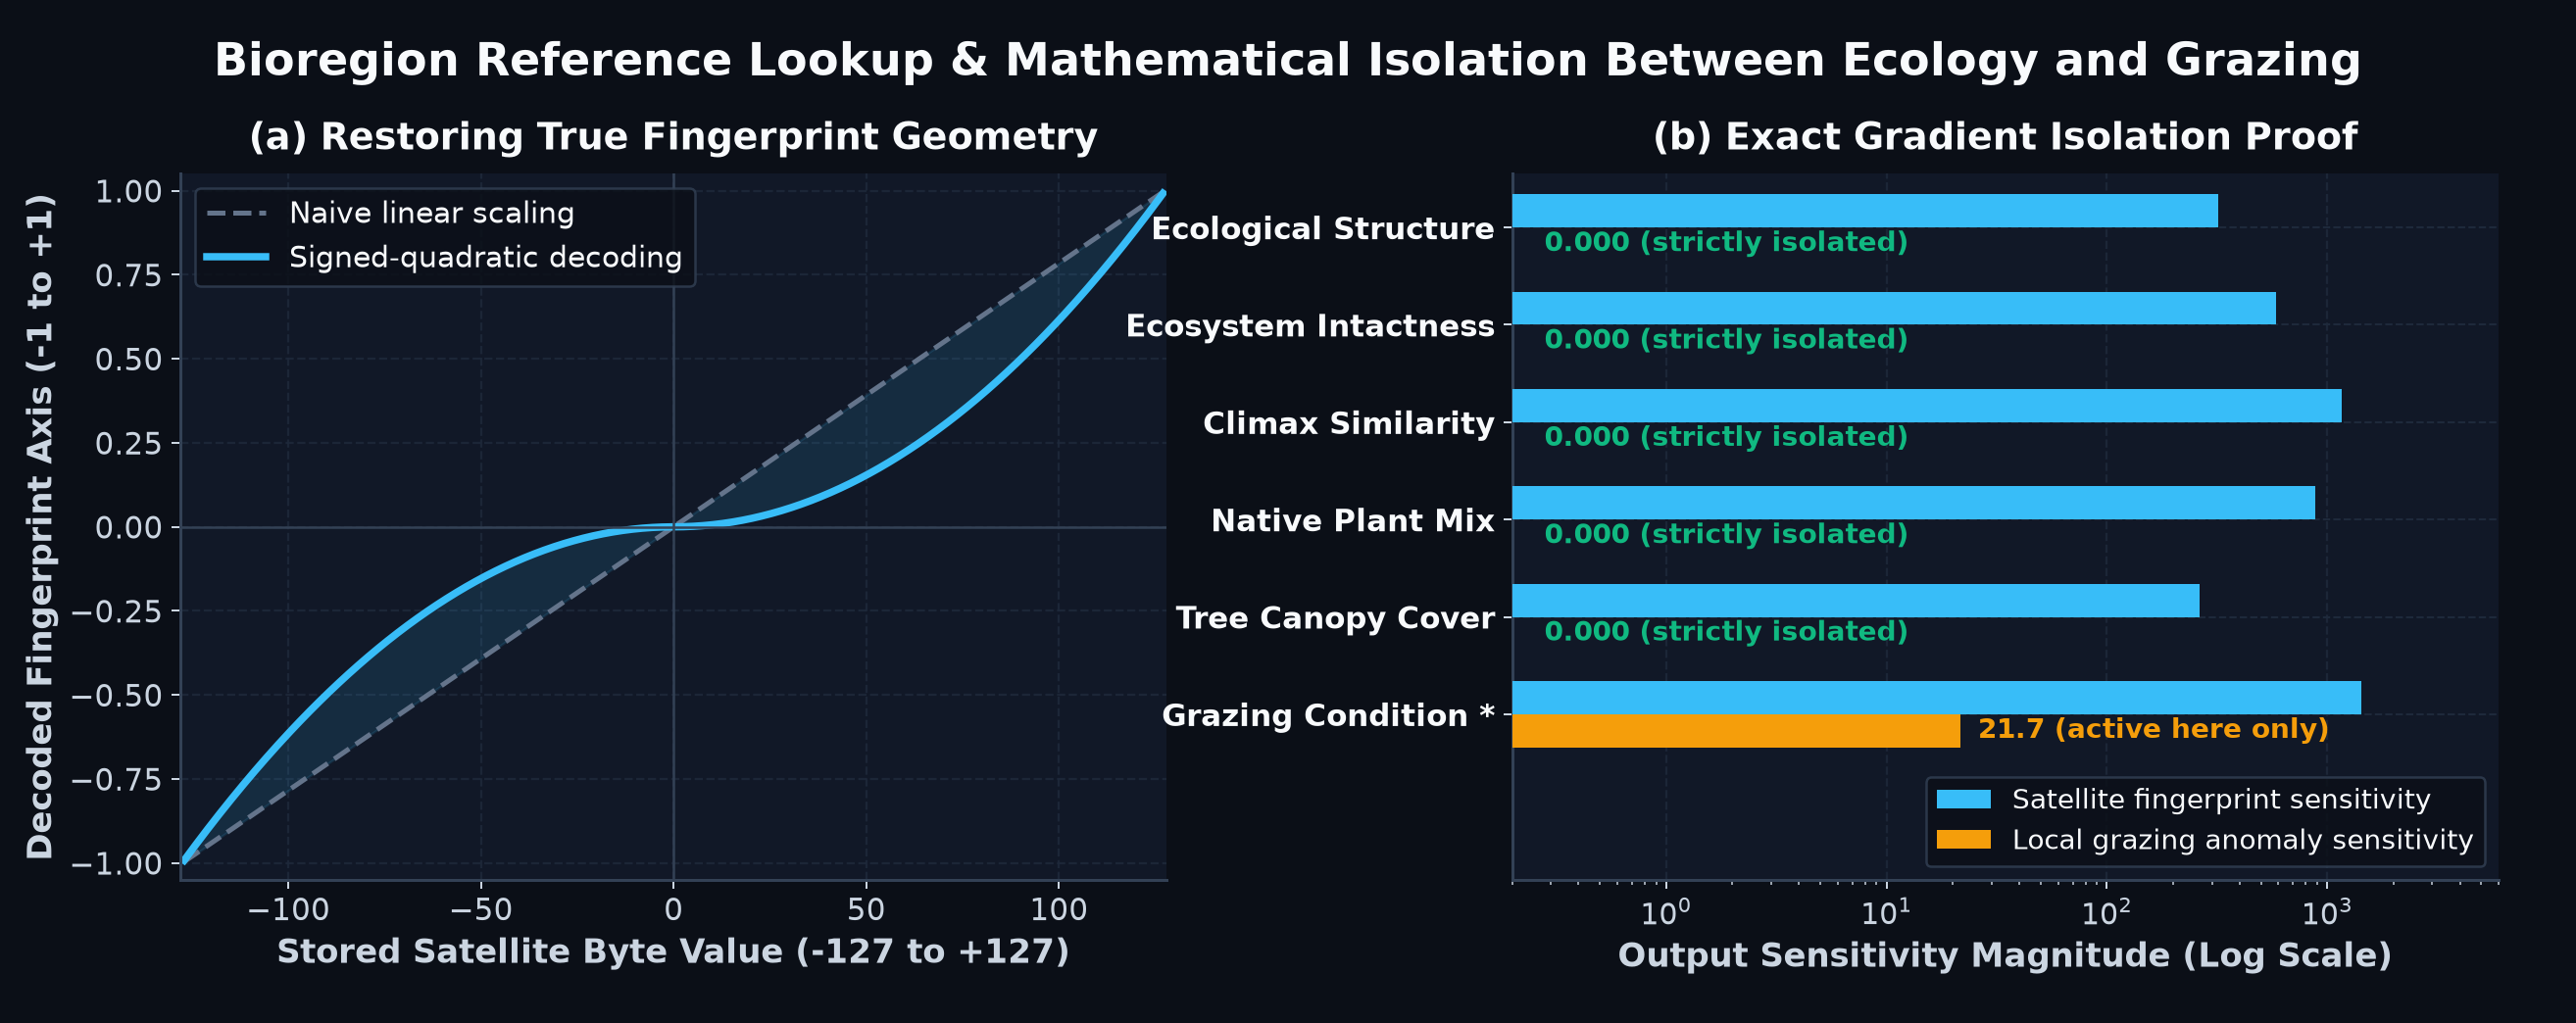 Bioregion Reference Lookup & Mathematical Isolation Between Ecology and Grazing
(a) Restoring True Fingerprint Geometry
Decoded Fingerprint Axis (-1 to +1)
1.00
0.75
0.50
0.25
0.00
−0.25
−0.50
−0.75
−1.00
Naive linear scaling
Signed-quadratic decoding
−100
−50
0
50
100
Stored Satellite Byte Value (-127 to +127)
(b) Exact Gradient Isolation Proof
Ecological Structure
0.000 (strictly isolated)
Ecosystem Intactness
0.000 (strictly isolated)
Climax Similarity
0.000 (strictly isolated)
Native Plant Mix
0.000 (strictly isolated)
Tree Canopy Cover
0.000 (strictly isolated)
Grazing Condition *
21.7 (active here only)
Satellite fingerprint sensitivity
Local grazing anomaly sensitivity
10⁰
10¹
10²
10³
Output Sensitivity Magnitude (Log Scale)